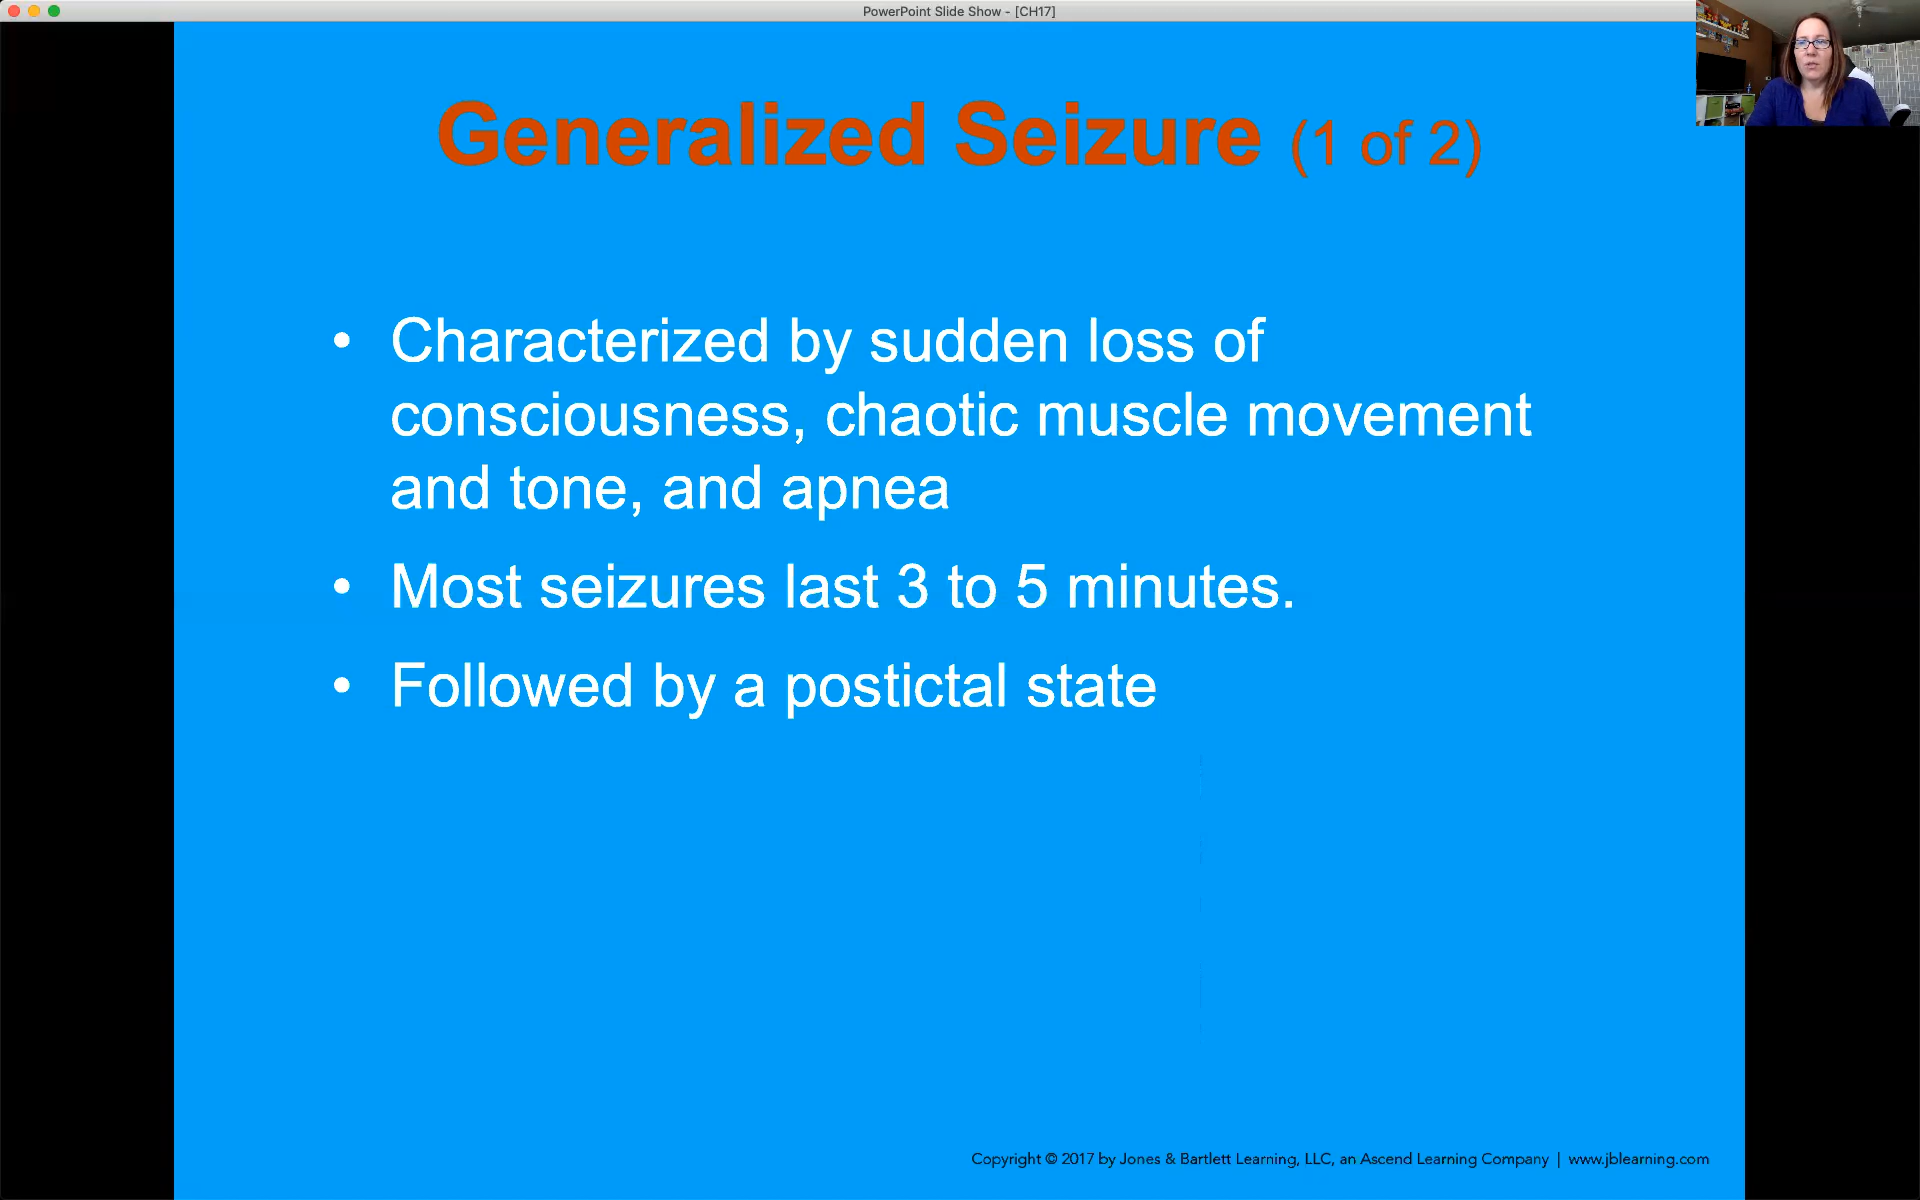 PowerPoint Slide Show - [CH17]
Generalized Seizure (1 of 2)
• Characterized by sudden loss of
consciousness, chaotic muscle movement
and tone, and apnea
• Most seizures last 3 to 5 minutes.
• Followed by a postictal state
Copyright © 2017 by Jones & Bartlett Learning, LLC, an Ascend Learning Company | www.jblearning.com